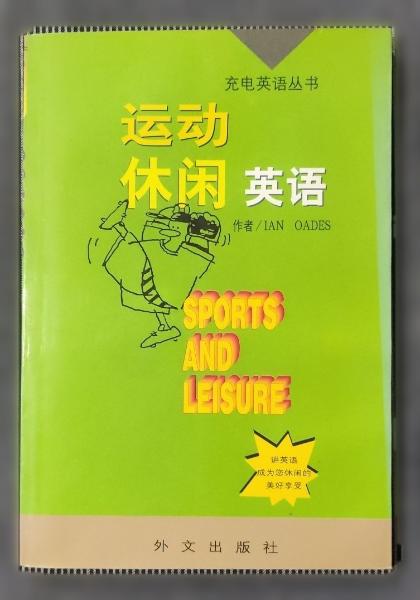 充电英语丛书
运动
休闲 英语
作者/IAN OADES
SPORTS
AND
LEISURE
讲英语
成为您休闲的
美好享受
外文出版社